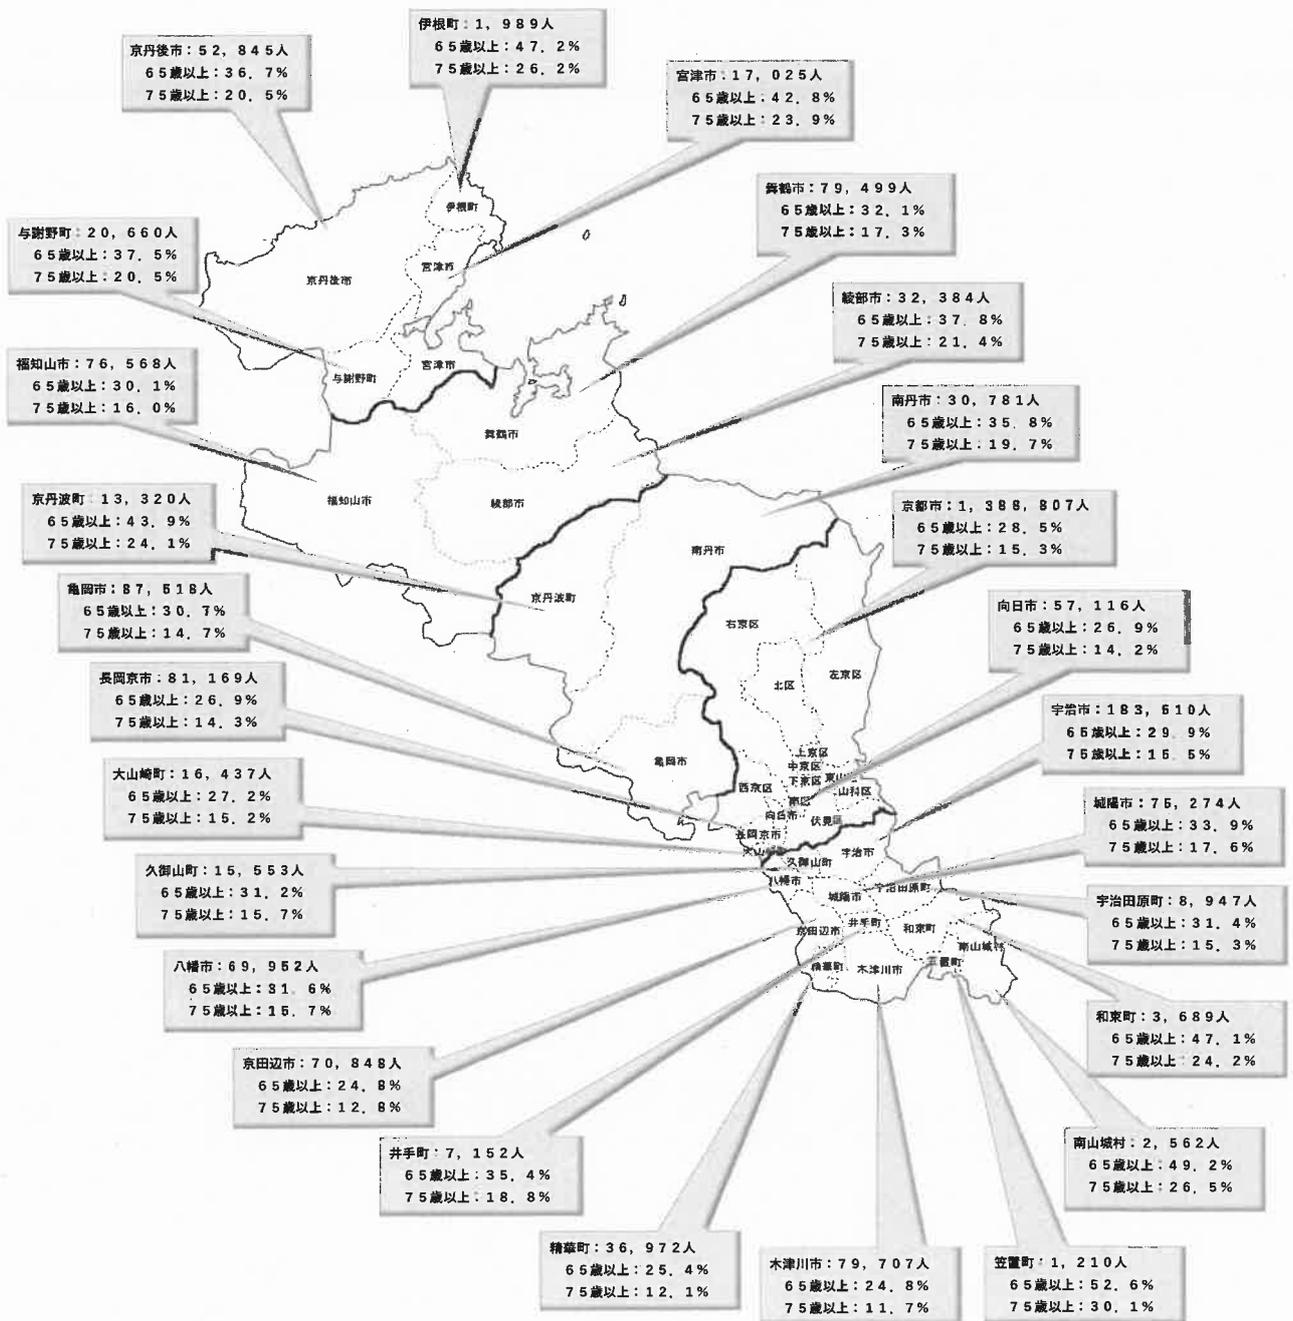 伊根町：1，989人
65歳以上：47．2%
75歳以上：26．2%
京丹後市：52，845人
65歳以上：36．7%
75歳以上：20．5%
宮津市：17，025人
65歳以上：42．8%
75歳以上：23．9%
舞鶴市：79，499人
65歳以上：32．1%
75歳以上：17．3%
与謝野町：20，660人
65歳以上：37．5%
75歳以上：20．5%
綾部市：32，384人
65歳以上：37．8%
75歳以上：21．4%
福知山市：76，568人
65歳以上：30．1%
75歳以上：16．0%
南丹市：30，781人
65歳以上：35．8%
75歳以上：19．7%
京丹波町：13，320人
65歳以上：43．9%
75歳以上：24．1%
京都市：1，388，807人
65歳以上：28．5%
75歳以上：15．3%
亀岡市：87，518人
65歳以上：30．7%
75歳以上：14．7%
向日市：57，116人
65歳以上：26．9%
75歳以上：14．2%
長岡京市：81，169人
65歳以上：26．9%
75歳以上：14．3%
宇治市：183，610人
65歳以上：29．9%
75歳以上：15．5%
大山崎町：16，437人
65歳以上：27．2%
75歳以上：15．2%
城陽市：75，274人
65歳以上：33．9%
75歳以上：17．6%
久御山町：15，553人
65歳以上：31．2%
75歳以上：15．7%
宇治田原町：8，947人
65歳以上：31．4%
75歳以上：15．3%
八幡市：69，952人
65歳以上：31．6%
75歳以上：15．7%
和束町：3，689人
65歳以上：47．1%
75歳以上：24．2%
京田辺市：70，848人
65歳以上：24．8%
75歳以上：12．8%
井手町：7，152人
65歳以上：35．4%
75歳以上：18．8%
南山城村：2，562人
65歳以上：49．2%
75歳以上：26．5%
精華町：36，972人
65歳以上：25．4%
75歳以上：12．1%
木津川市：79，707人
65歳以上：24．8%
75歳以上：11．7%
笠置町：1，210人
65歳以上：52．6%
75歳以上：30．1%
伊根町
宮津市
京丹後市
宮津市
与謝野町
舞鶴市
福知山市
綾部市
南丹市
京丹波町
右京区
左京区
北区
上京区
中京区
下京区
東山
亀岡市
西京区
山科区
南区
向日市
伏見区
長岡京市
大山崎
久御山町
宇治市
八幡市
城陽市
宇治田原町
京田辺市
井手町
和束町
南山城村
笠置町
精華町
木津川市